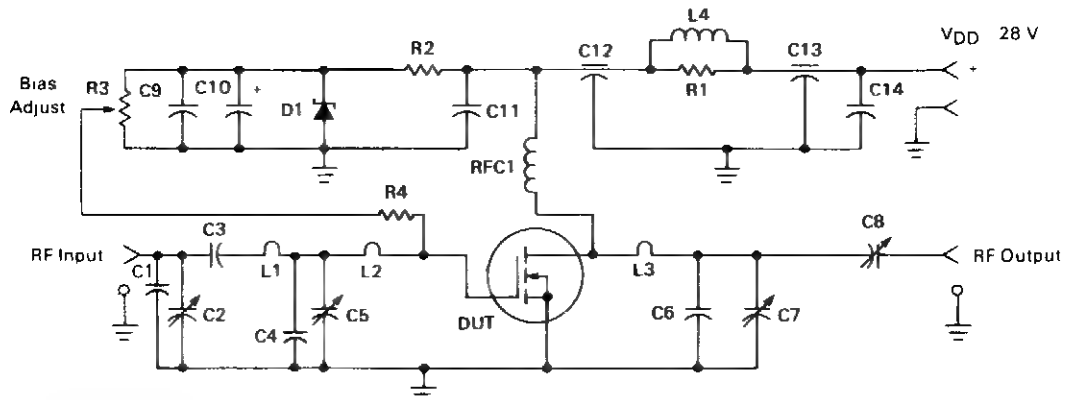 L4
V_DD 28 V
R2
C12
C13
+
Bias
Adjust
R3
C9
C10
+
D1
C11
R1
C14
RFC1
R4
C8
C3
RF Input
L1
L2
L3
RF Output
C1
C2
C4
C5
DUT
C6
C7